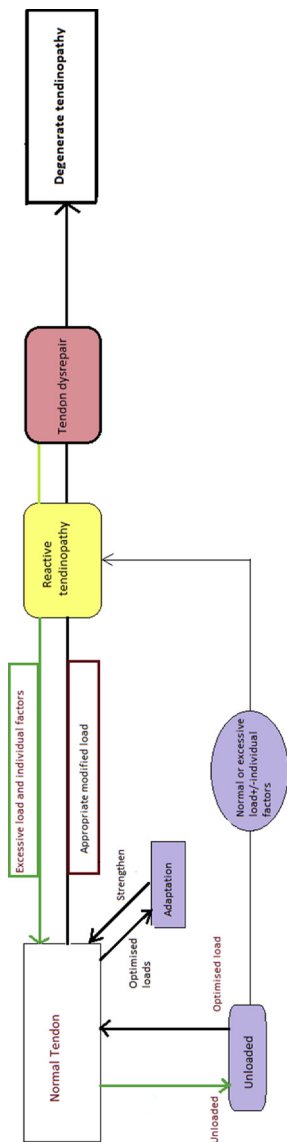 Normal Tendon
Excessive load and individual factors
Appropriate modified load
Reactive
tendinopathy
Tendon dysrepair
Degenerate tendinopathy
Strengthen
Optimised
loads
Adaptation
Unloaded
Optimised load
Unloaded
Normal or excessive
load+/-individual
factors